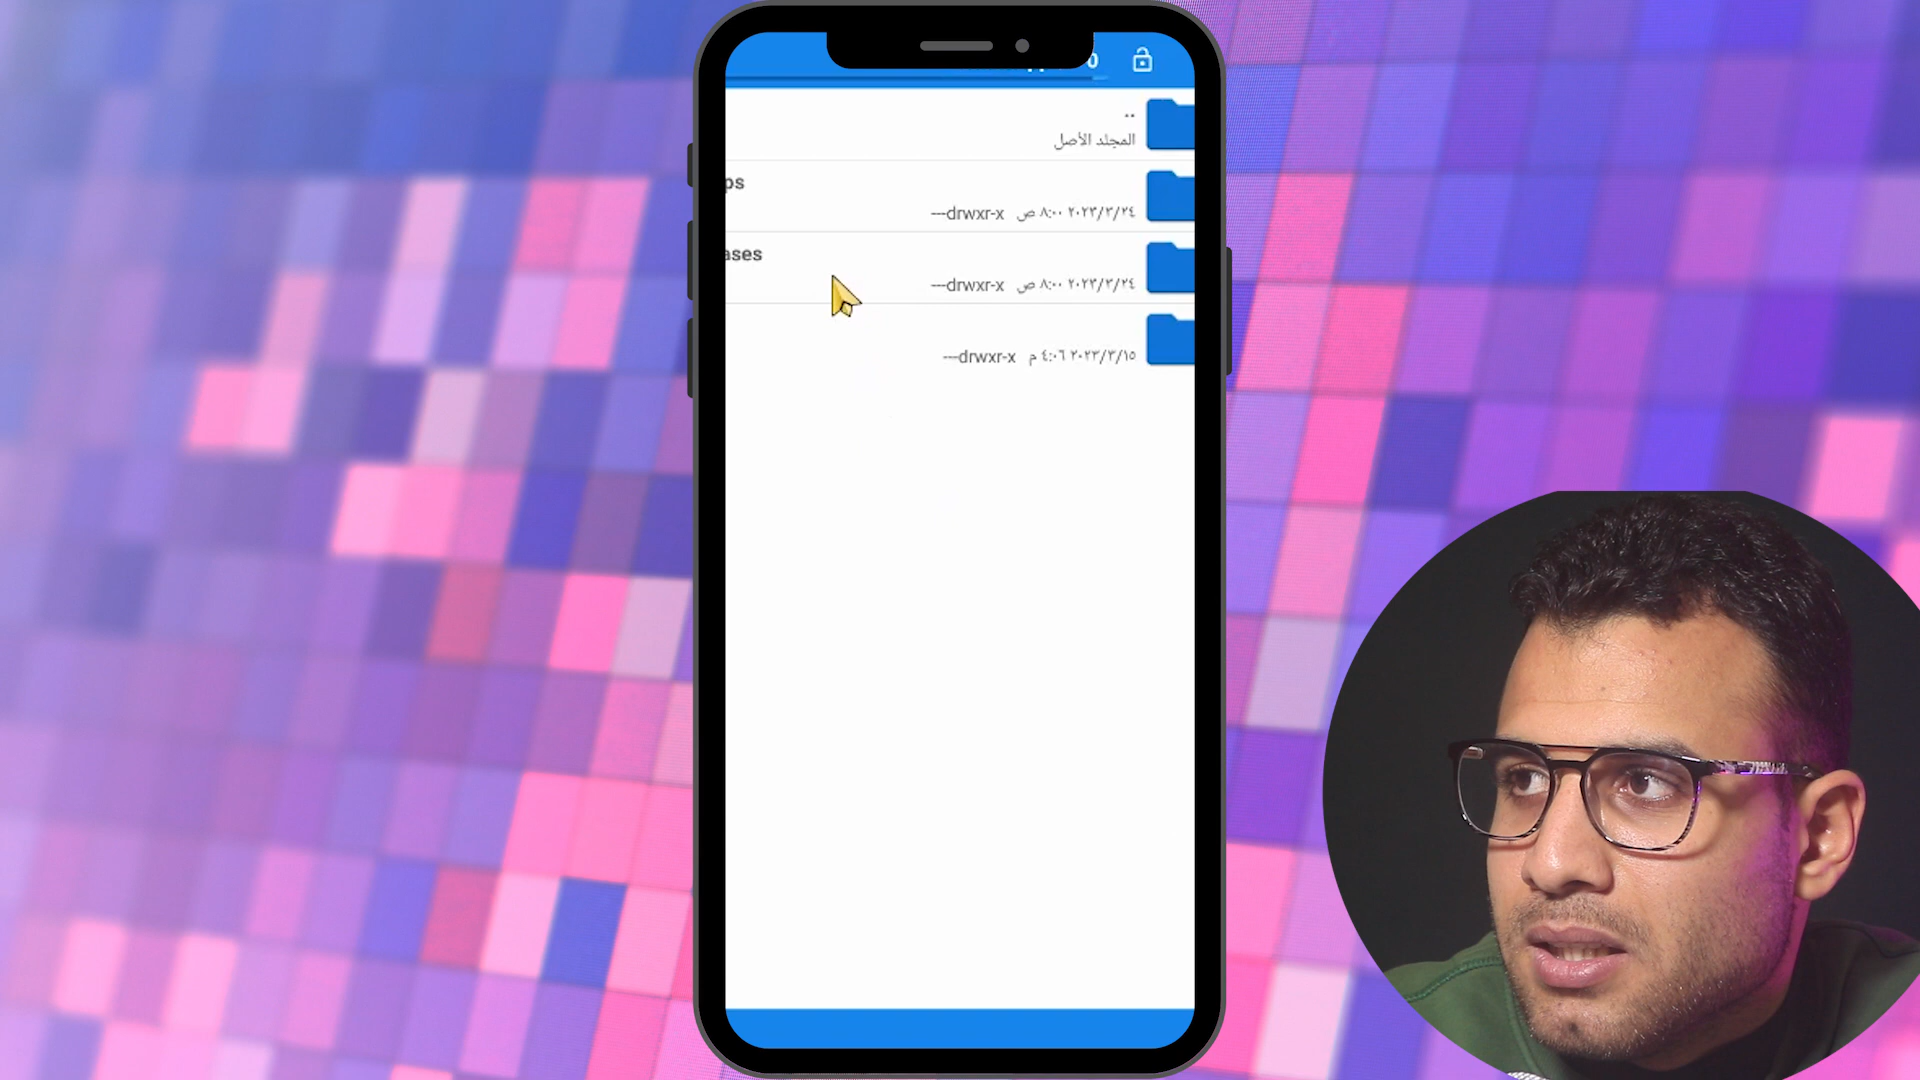 0
..
المجلد الأصل
ps
drwxr-x--- ٢٠٢٣/٣/٢٤ ٨:٠٠ ص
ases
drwxr-x--- ٢٠٢٣/٣/٢٤ ٨:٠٠ ص
drwxr-x--- ٢٠٢٣/٣/١٥ ٤:٠٦ م